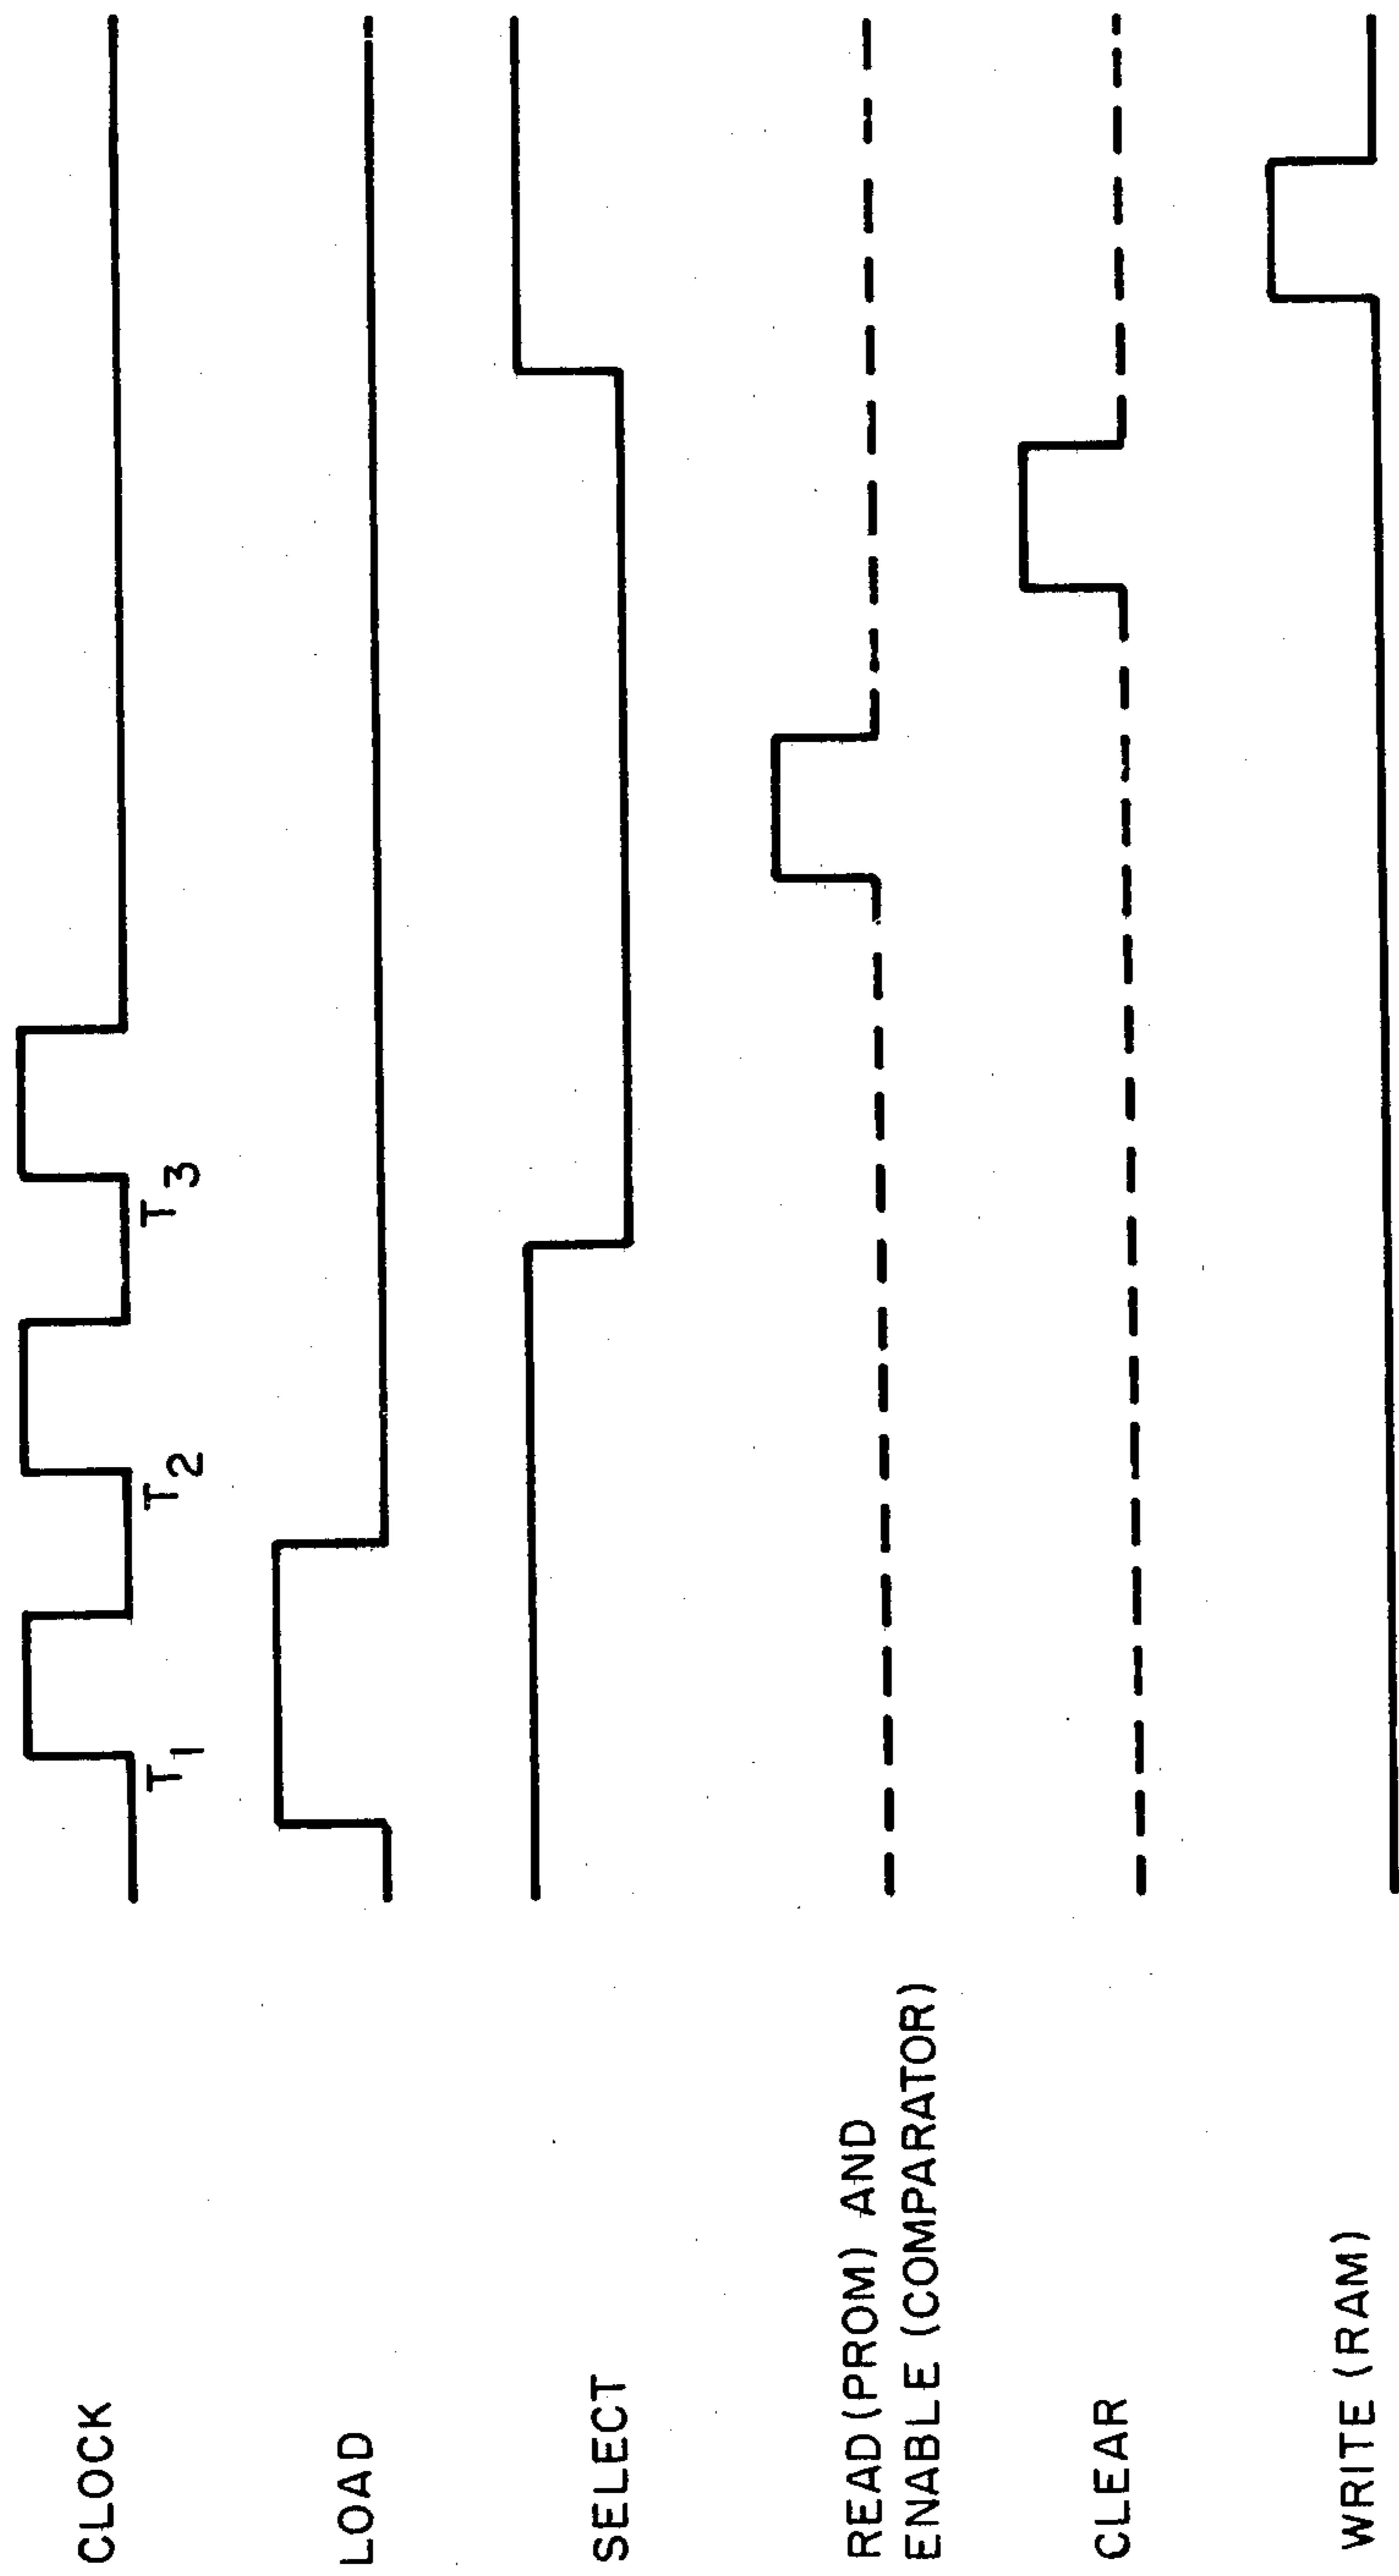 CLOCK
T1
T2
T3
LOAD
SELECT
READ (PROM) AND
ENABLE (COMPARATOR)
CLEAR
WRITE (RAM)